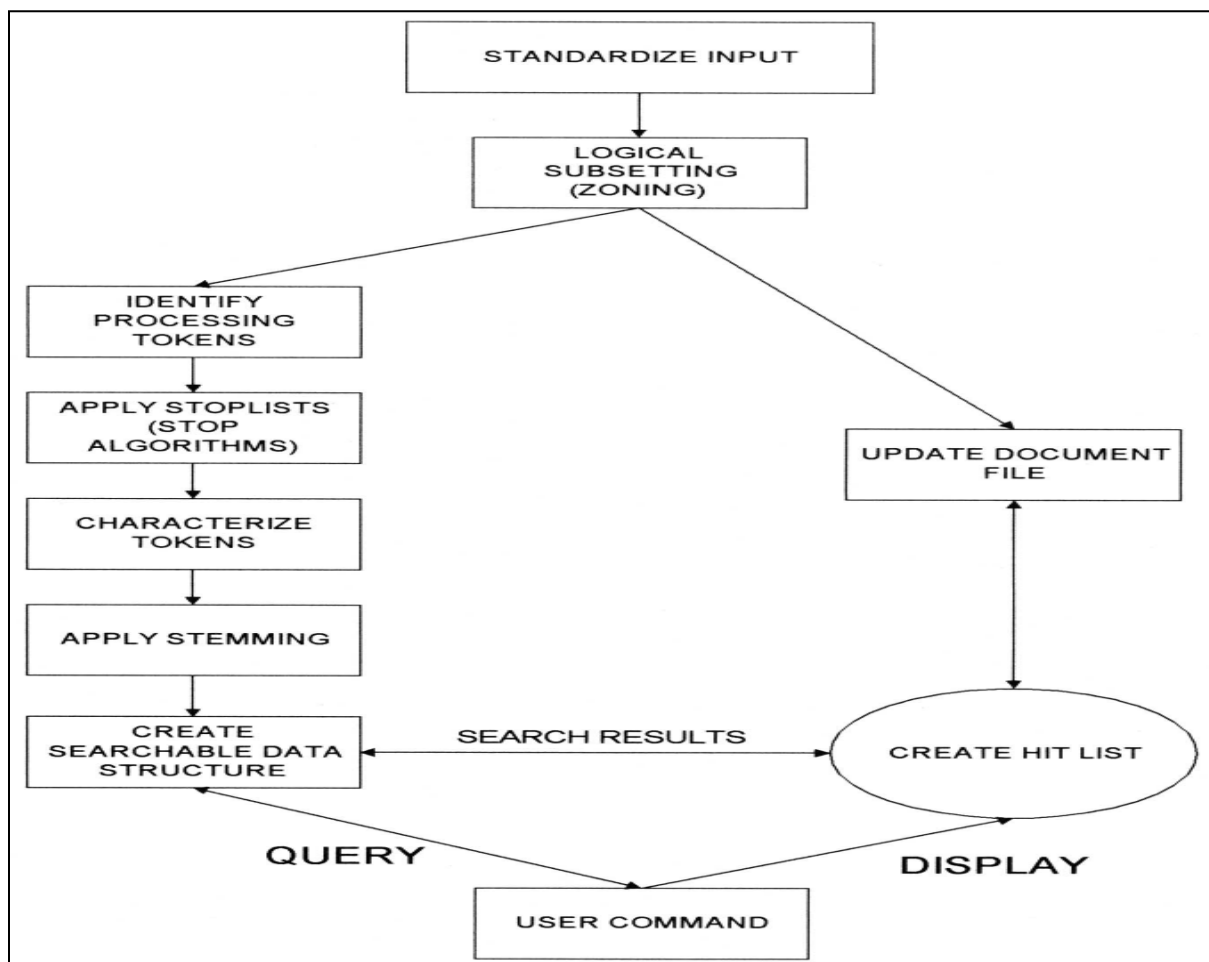 STANDARDIZE INPUT
LOGICAL
SUBSETTING
(ZONING)
IDENTIFY
PROCESSING
TOKENS
APPLY STOPLISTS
(STOP
ALGORITHMS)
UPDATE DOCUMENT
FILE
CHARACTERIZE
TOKENS
APPLY STEMMING
CREATE
SEARCHABLE DATA
STRUCTURE
SEARCH RESULTS
CREATE HIT LIST
QUERY
DISPLAY
USER COMMAND